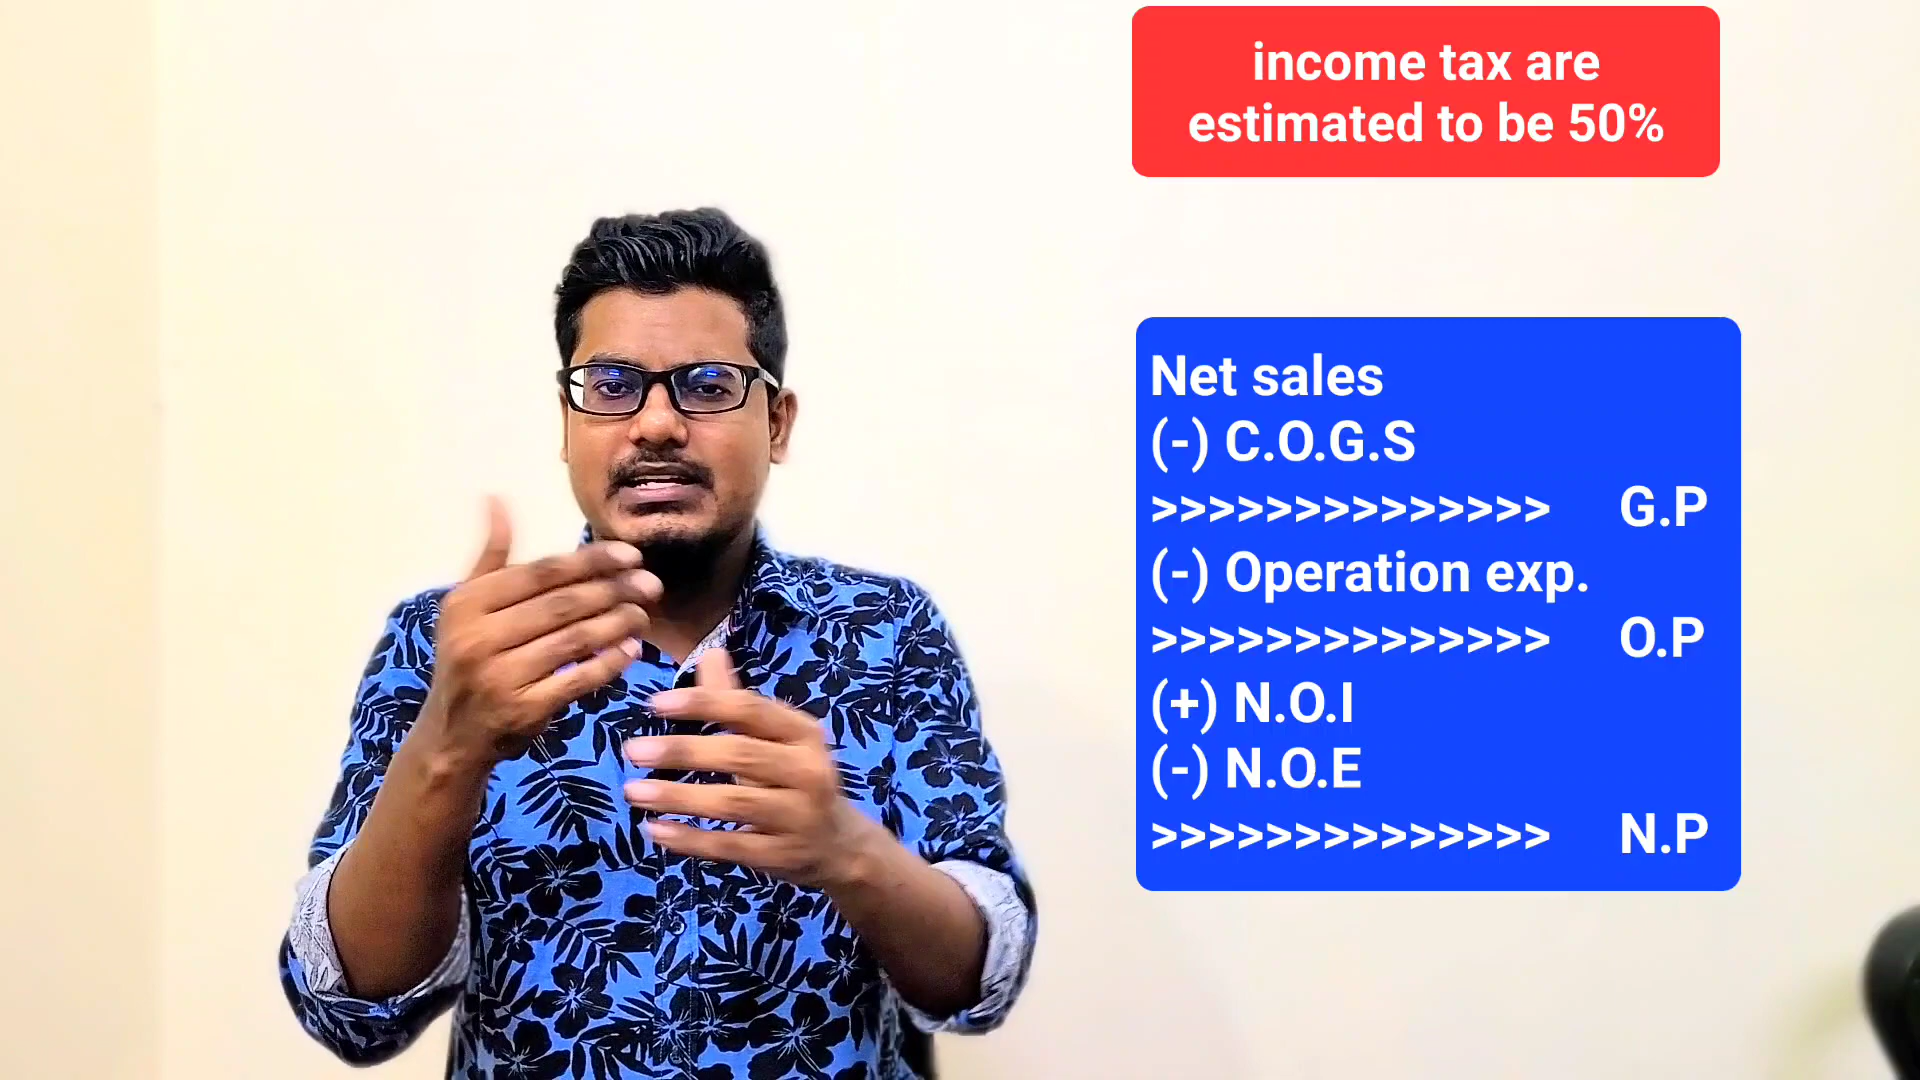 income tax are
estimated to be 50%
Net sales
(-) C.O.G.S
>>>>>>>>>>>>>> G.P
(-) Operation exp.
>>>>>>>>>>>>>> O.P
(+) N.O.I
(-) N.O.E
>>>>>>>>>>>>>> N.P